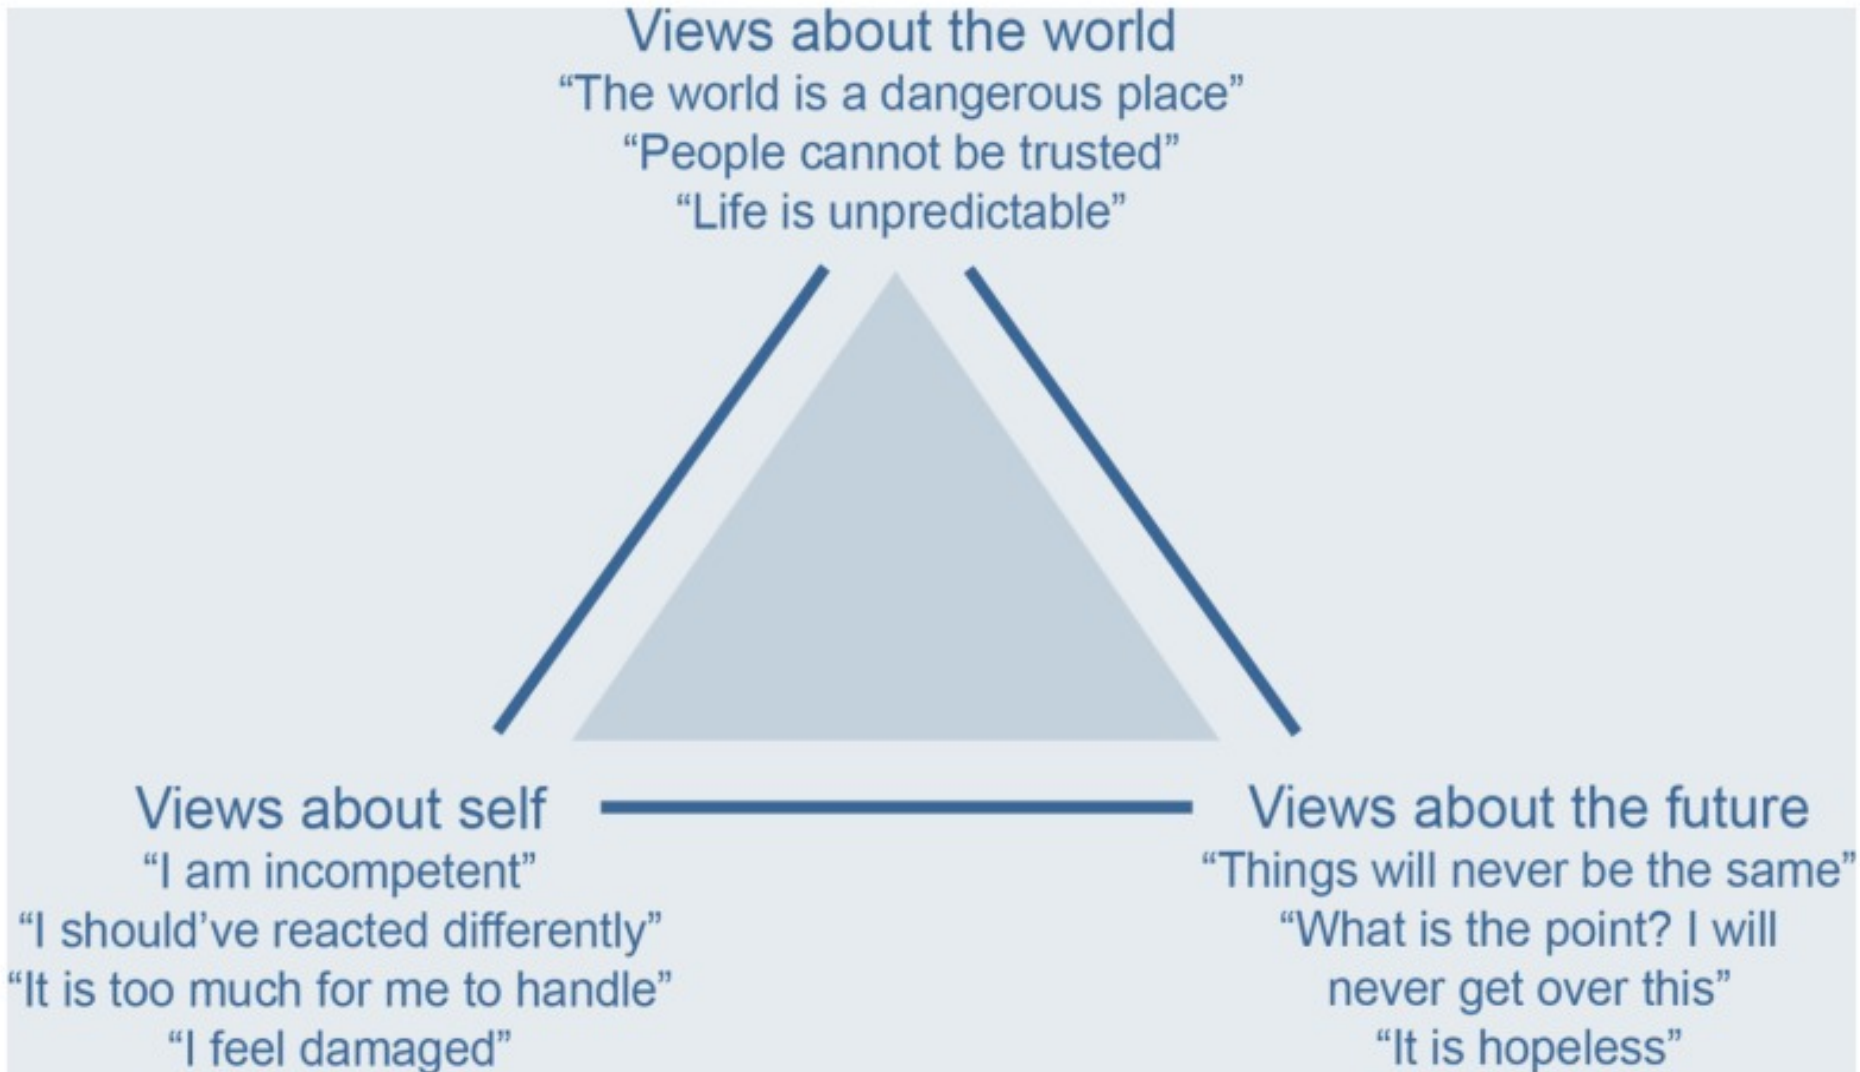 Views about the world
“The world is a dangerous place”
“People cannot be trusted”
“Life is unpredictable”
Views about self
“I am incompetent”
“I should’ve reacted differently”
“It is too much for me to handle”
“I feel damaged”
Views about the future
“Things will never be the same”
“What is the point? I will
never get over this”
“It is hopeless”